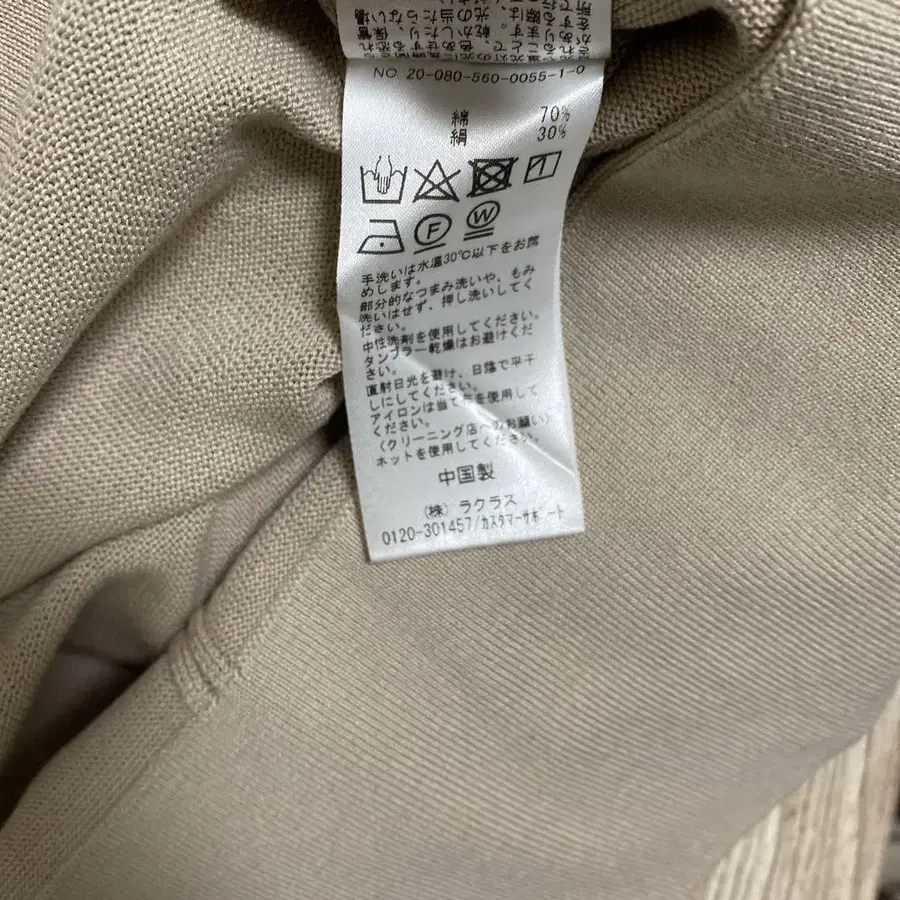 NO. 20-080-560-0055-1-0
綿 70%
絹 30%
F
W
手洗いは水温30℃以下をお薦
めします。
部分的なつまみ洗いや、もみ
洗いはせず、押し洗いしてく
ださい。
中性洗剤を使用してください。
タンブラー乾燥はお避けくだ
さい。
直射日光を避け、日陰で平干
しにしてください。
アイロンは当て布を使用して
ください。
〈クリーニング店へのお願い〉
ネットを使用してください。
中国製
(株) ラクラス
0120-301457/カスタマーサポート